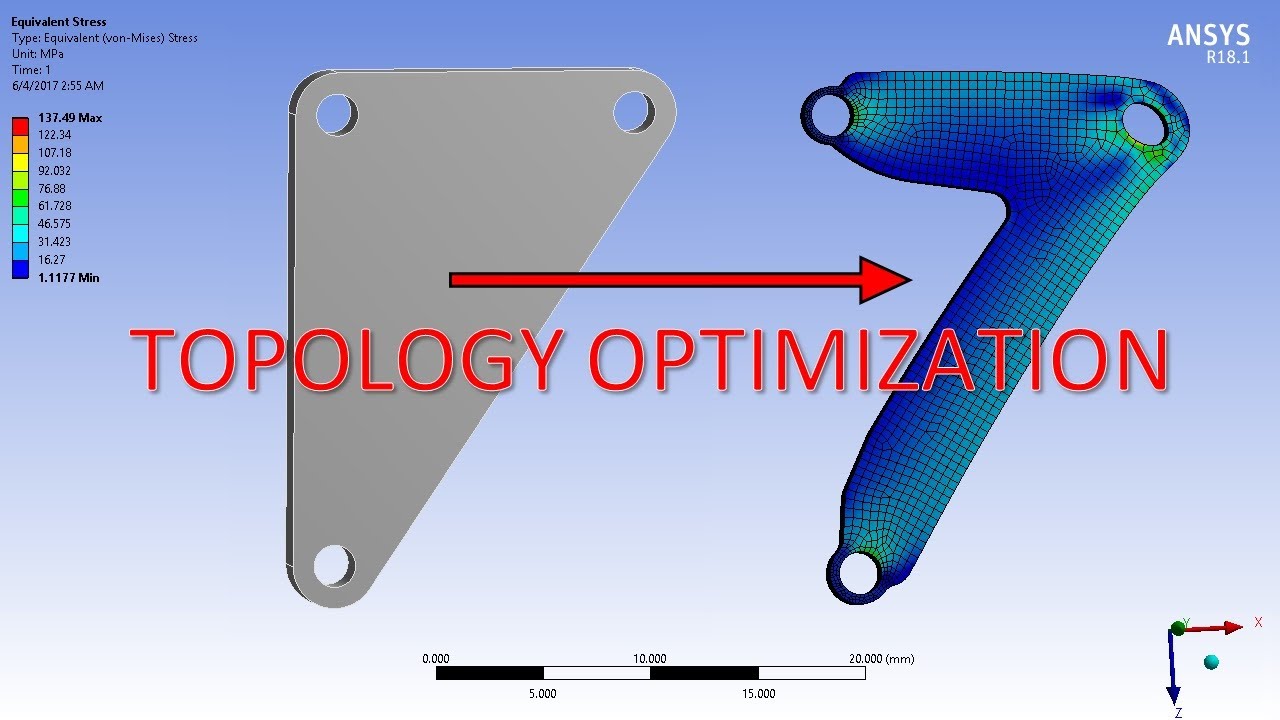 Equivalent Stress
Type: Equivalent (von-Mises) Stress
Unit: MPa
Time: 1
6/4/2017 2:55 AM
137.49 Max
122.34
107.18
92.032
76.88
61.728
46.575
31.423
16.27
1.1177 Min
ANSYS
R18.1
TOPOLOGY OPTIMIZATION
0.000 10.000 20.000 (mm)
5.000 15.000
Y
X
Z